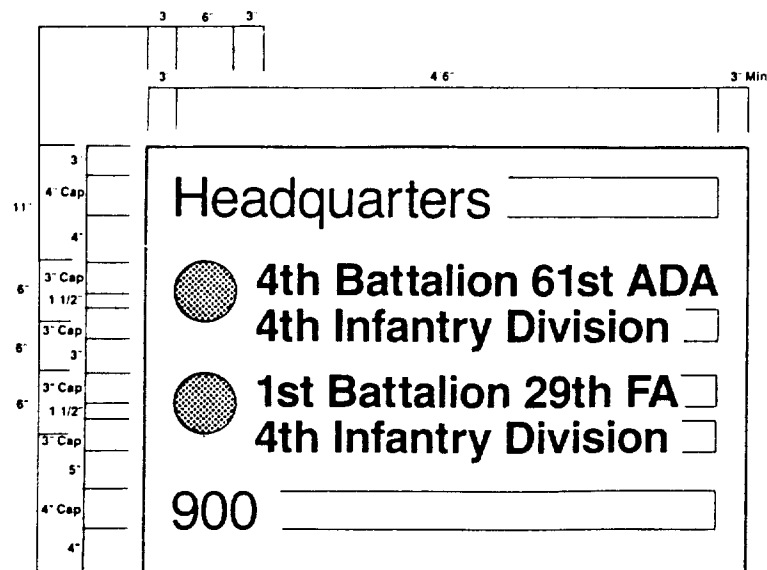 3 6" 3"
3 4 6" 3" Min
3"
4" Cap
11"
4"
3" Cap
6"
1 1/2"
3" Cap
6"
3"
3" Cap
6"
1 1/2"
3" Cap
5"
4" Cap
4"
Headquarters
4th Battalion 61st ADA
4th Infantry Division
1st Battalion 29th FA
4th Infantry Division
900